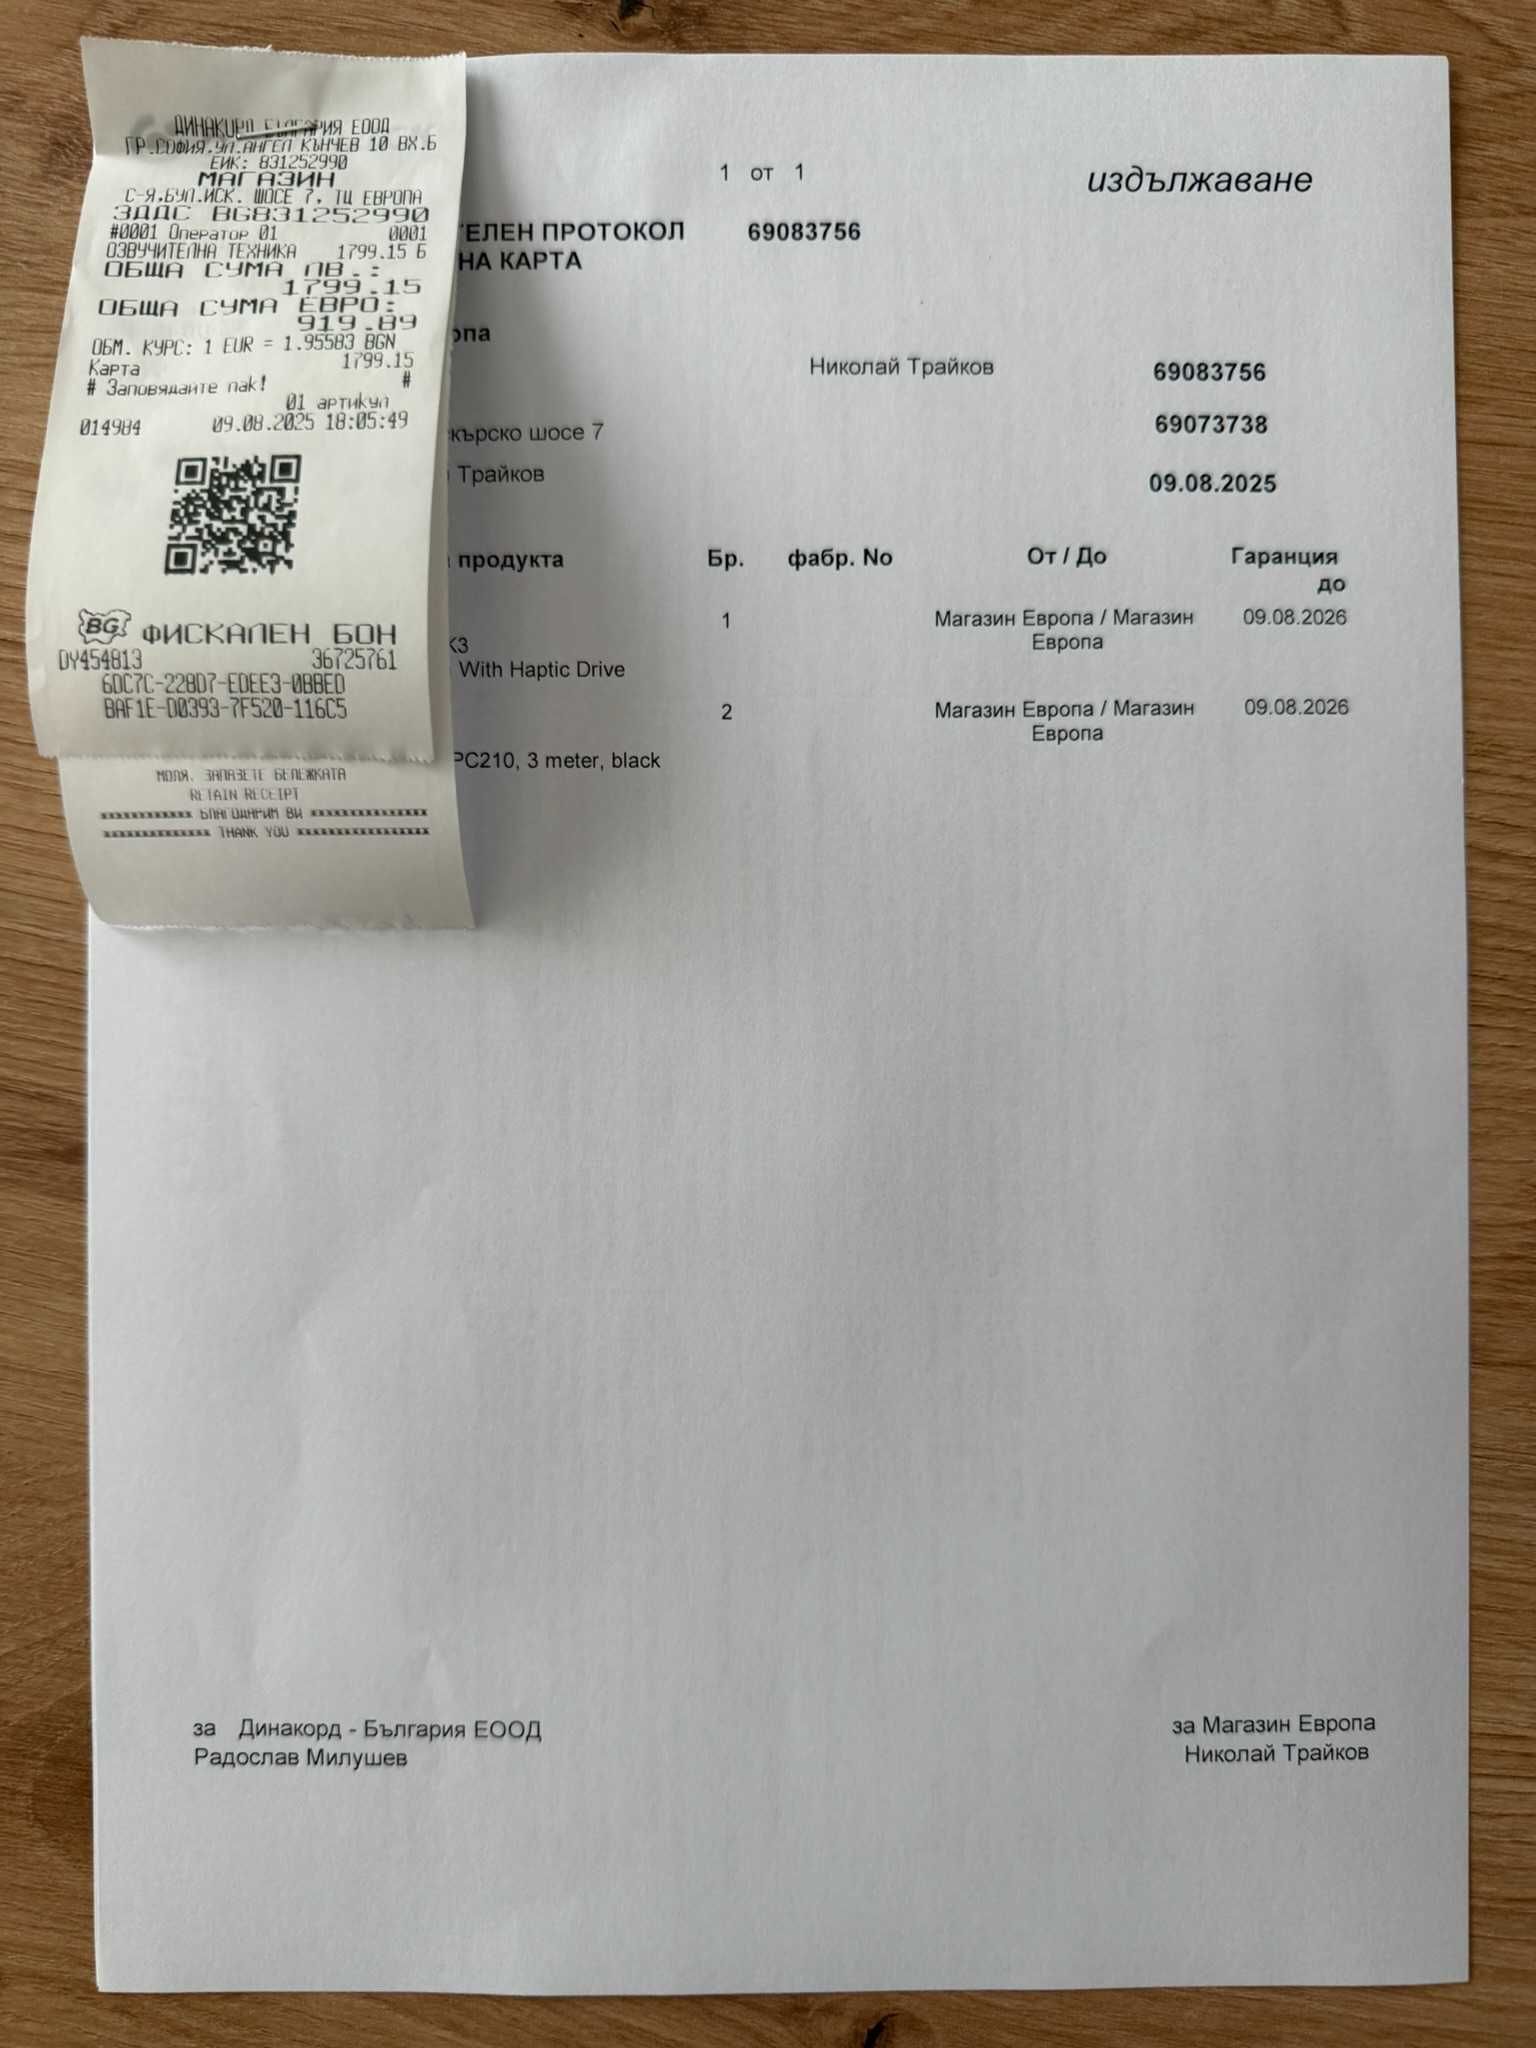 ДИНАКОРД БЪЛГАРИЯ ЕООД
ГР.СОФИЯ.УЛ.АНГЕЛ КЪНЧЕВ 10 ВХ.Б
ЕИК: 831252990
МАГАЗИН
С-Я,БУЛ.ИСК. ШОСЕ 7, ТЦ ЕВРОПА
ЗДДС BG831252990
#0001 Оператор 01 0001
ОЗВУЧИТЕЛНА ТЕХНИКА 1799.15 Б
ОБЩА СУМА ЛВ.:
1799.15
ОБЩА СУМА ЕВРО:
919.89
ОБМ. КУРС: 1 EUR = 1.95583 BGN
Карта 1799.15
# Заповядайте пак! #
01 артикул
014984 09.08.2025 18:05:49
BG ФИСКАЛЕН БОН
DY454813 36725761
6DC7C-228D7-EDEE3-0BBED
BAF1E-D0393-7F520-116C5
МОЛЯ, ЗАПАЗЕТЕ БЕЛЕЖКАТА
RETAIN RECEIPT
БЛАГОДАРИМ ВИ
THANK YOU
1 от 1 издължаване
ТЕЛЕН ПРОТОКОЛ 69083756
НА КАРТА
опа
Николай Трайков 69083756
69073738
кърско шосе 7
Трайков
09.08.2025
продукта Бр. фабр. No От / До Гаранция
до
1 Магазин Европа / Магазин 09.08.2026
Европа
K3
With Haptic Drive
2 Магазин Европа / Магазин 09.08.2026
Европа
PC210, 3 meter, black
за Динакорд - България ЕООД за Магазин Европа
Радослав Милушев Николай Трайков